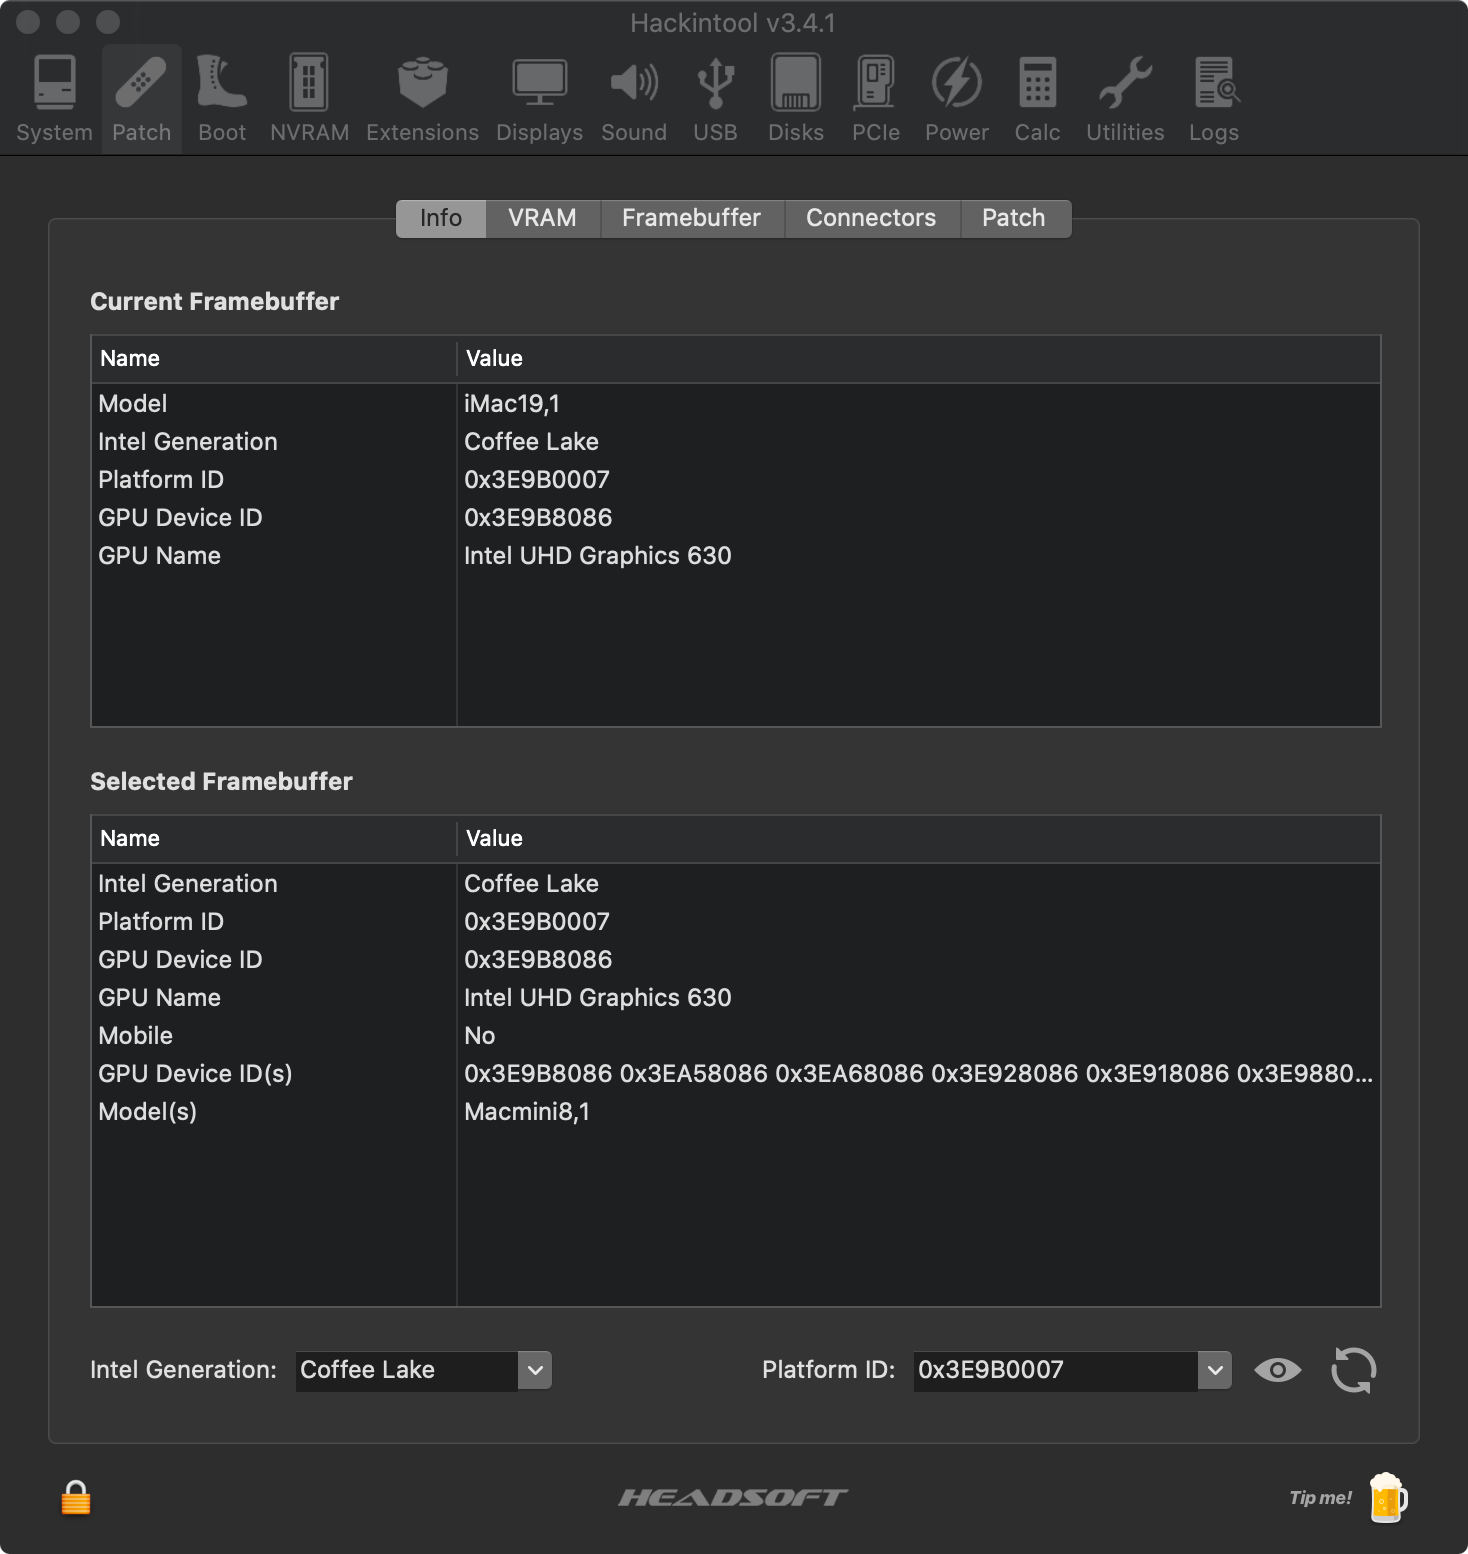 Hackintool v3.4.1
System Patch Boot NVRAM Extensions Displays Sound USB Disks PCIe Power Calc Utilities Logs
Info VRAM Framebuffer Connectors Patch
Current Framebuffer
Name Value
Model iMac19,1
Intel Generation Coffee Lake
Platform ID 0x3E9B0007
GPU Device ID 0x3E9B8086
GPU Name Intel UHD Graphics 630
Selected Framebuffer
Name Value
Intel Generation Coffee Lake
Platform ID 0x3E9B0007
GPU Device ID 0x3E9B8086
GPU Name Intel UHD Graphics 630
Mobile No
GPU Device ID(s) 0x3E9B8086 0x3EA58086 0x3EA68086 0x3E928086 0x3E918086 0x3E9880...
Model(s) Macmini8,1
Intel Generation: Coffee Lake Platform ID: 0x3E9B0007
HEADSOFT Tip me!